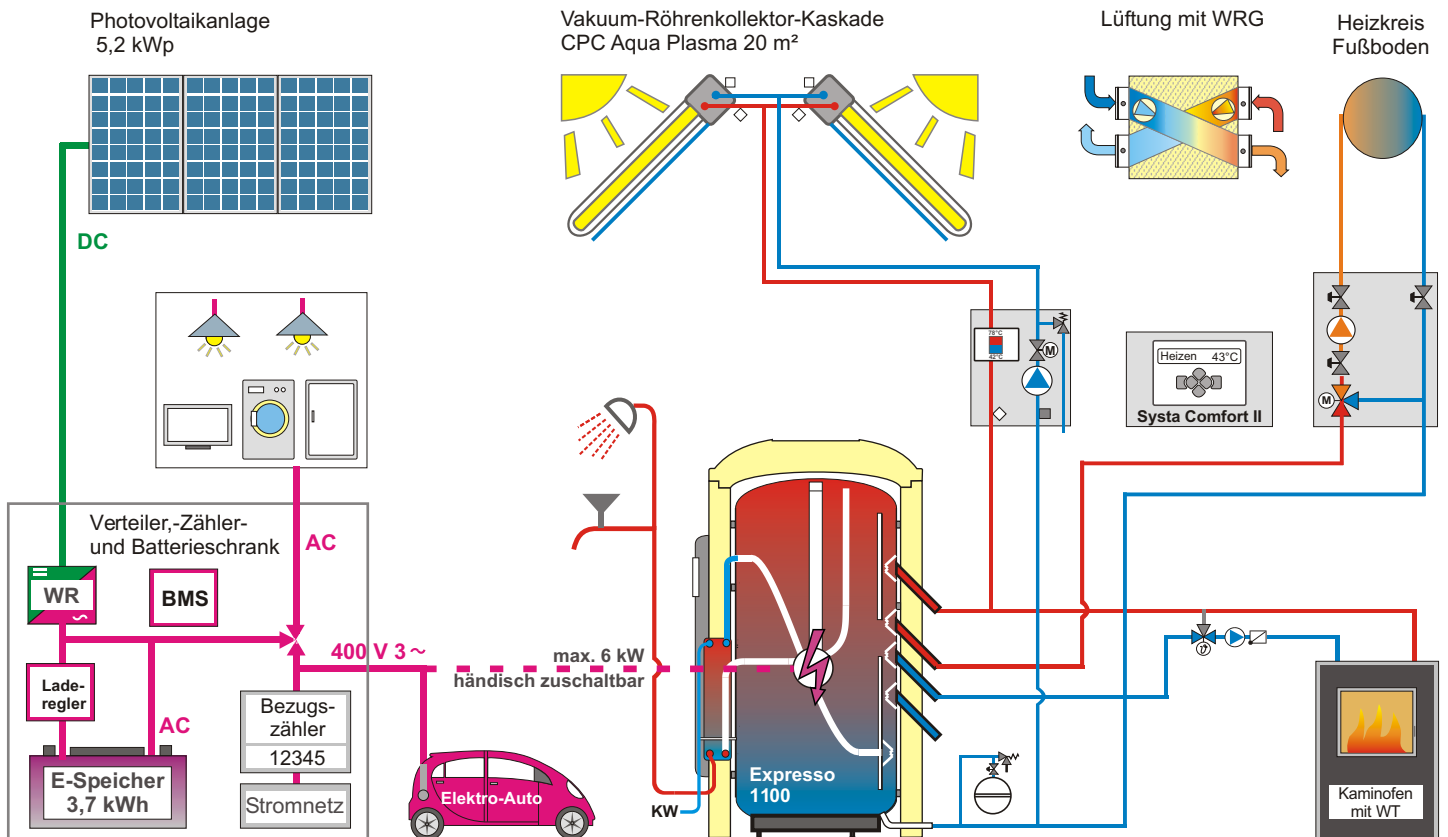 Photovoltaikanlage
5,2 kWp
Vakuum-Röhrenkollektor-Kaskade
CPC Aqua Plasma 20 m²
Lüftung mit WRG
Heizkreis
Fußboden
DC
78°C
42°C
M
Heizen 43°C
Systa Comfort II
M
Verteiler,-Zähler-
und Batterieschrank
AC
WR
BMS
400 V 3 ~
max. 6 kW
händisch zuschaltbar
Lade-
regler
AC
Bezugs-
zähler
12345
E-Speicher
3,7 kWh
Stromnetz
Elektro-Auto
KW
Expresso
1100
ϑ
Kaminofen
mit WT